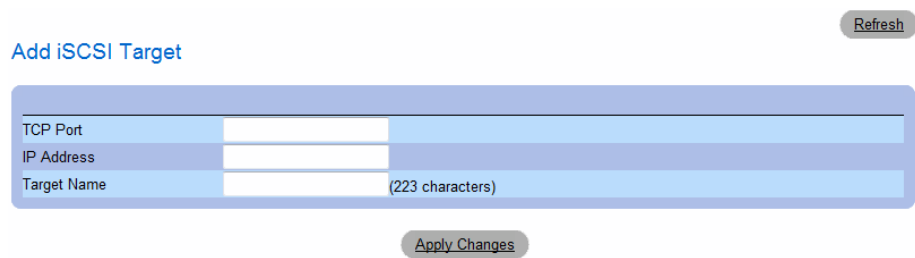 Refresh
Add iSCSI Target
TCP Port
IP Address
Target Name (223 characters)
Apply Changes